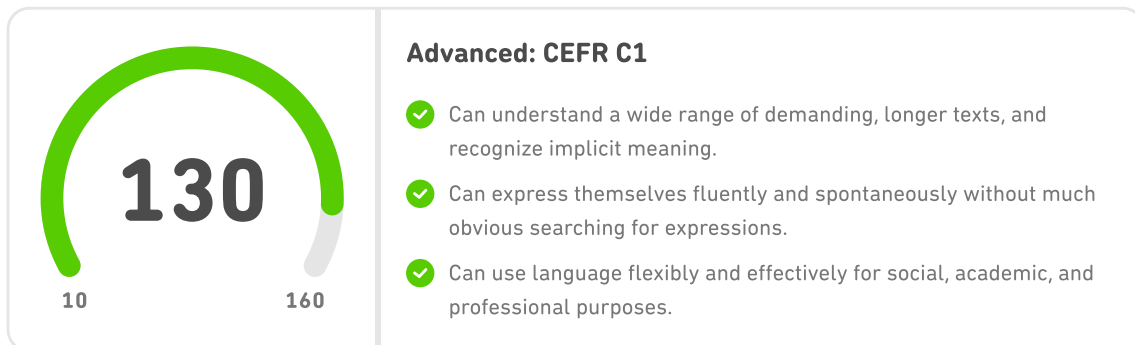 130
10
160
Advanced: CEFR C1
Can understand a wide range of demanding, longer texts, and
recognize implicit meaning.
Can express themselves fluently and spontaneously without much
obvious searching for expressions.
Can use language flexibly and effectively for social, academic, and
professional purposes.